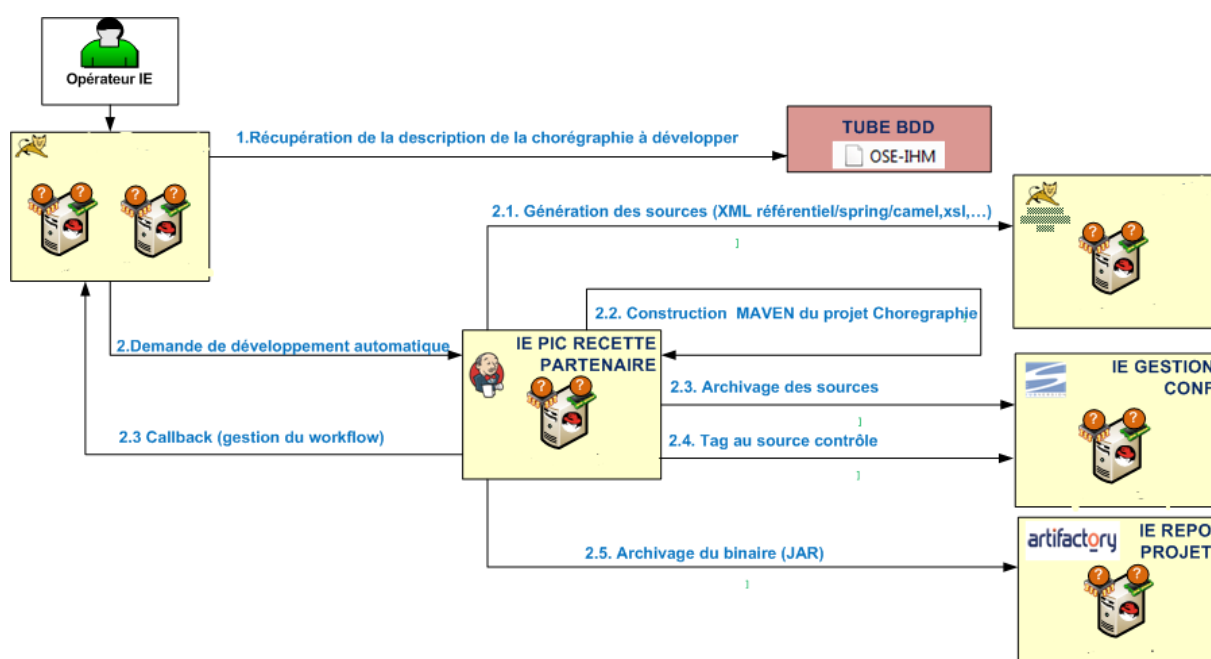 Opérateur IE
1.Récupération de la description de la chorégraphie à développer
TUBE BDD
OSE-IHM
2.1. Génération des sources (XML référentiel/spring/camel,xsl,…)
2.2. Construction MAVEN du projet Choregraphie
2.Demande de développement automatique
IE PIC RECETTE
PARTENAIRE
2.3. Archivage des sources
IE GESTION
CONF
2.3 Callback (gestion du workflow)
2.4. Tag au source contrôle
2.5. Archivage du binaire (JAR)
artifactory
IE REPO
PROJET